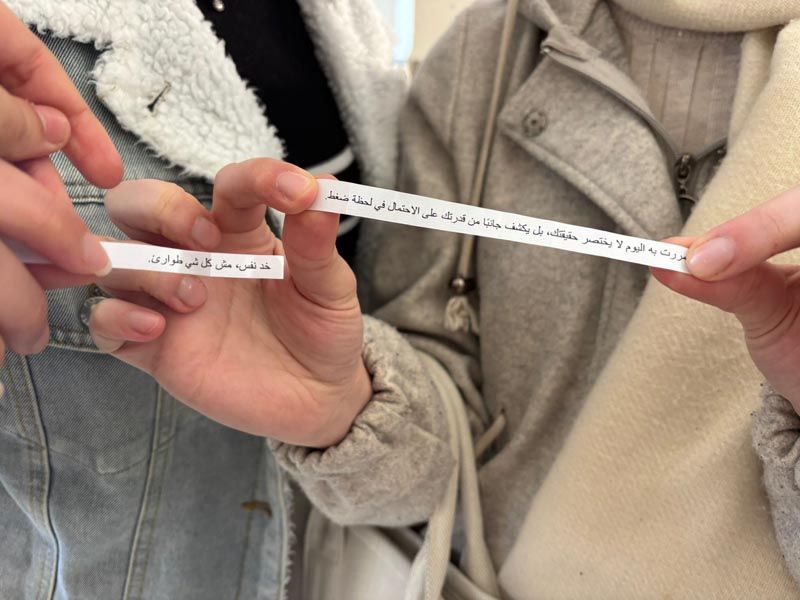 مررت به اليوم لا يختصر حقيقتك، بل يكشف جانبًا من قدرتك على الاحتمال في لحظة ضغط.
خد نفس، مش كل شي طوارئ.